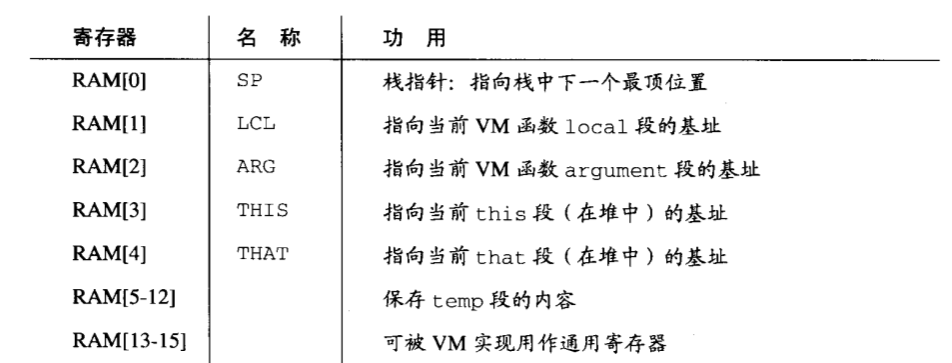 寄存器 名 称 功 用
RAM[0] SP 栈指针：指向栈中下一个最顶位置
RAM[1] LCL 指向当前 VM 函数 local 段的基址
RAM[2] ARG 指向当前 VM 函数 argument 段的基址
RAM[3] THIS 指向当前 this 段（在堆中）的基址
RAM[4] THAT 指向当前 that 段（在堆中）的基址
RAM[5-12] 保存 temp 段的内容
RAM[13-15] 可被 VM 实现用作通用寄存器